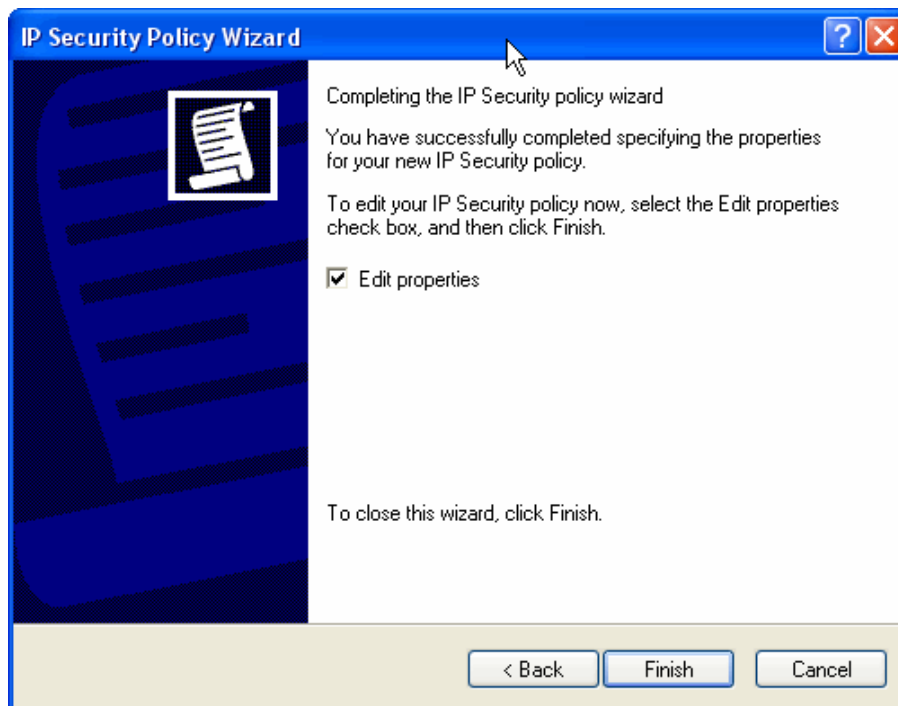 IP Security Policy Wizard
?
Completing the IP Security policy wizard
You have successfully completed specifying the properties
for your new IP Security policy.
To edit your IP Security policy now, select the Edit properties
check box, and then click Finish.
Edit properties
To close this wizard, click Finish.
< Back Finish Cancel